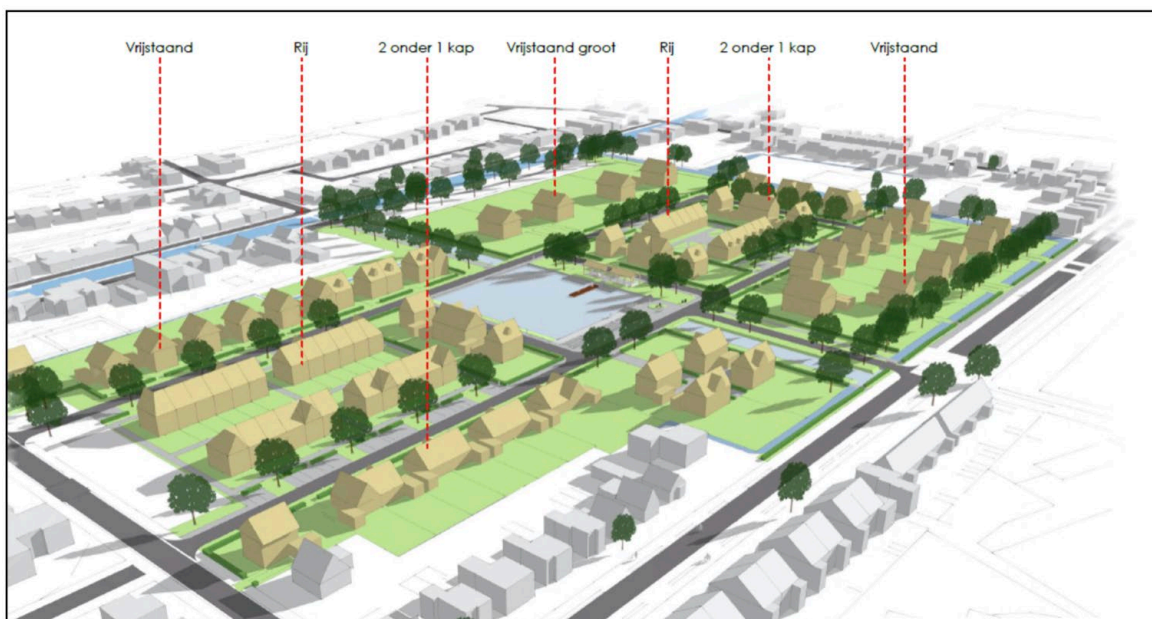 Vrijstaand
Rij
2 onder 1 kap
Vrijstaand groot
Rij
2 onder 1 kap
Vrijstaand